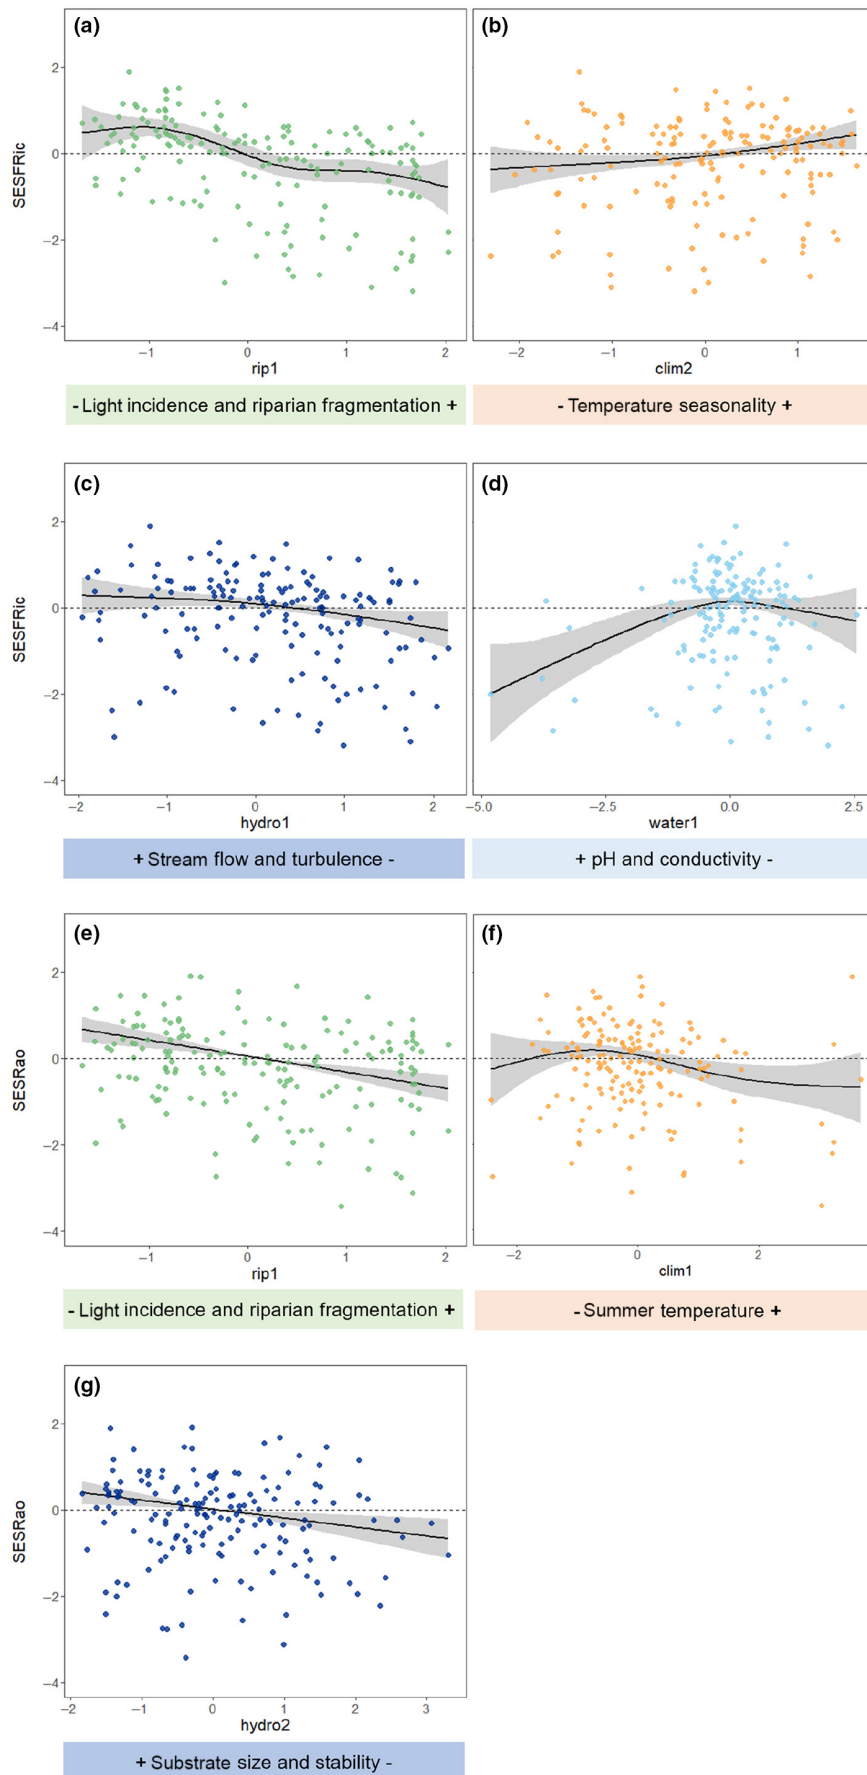 (a)
(b)
SESFRic
2
0
−2
−4
−1
0
1
2
rip1
−2
−1
0
1
clim2
- Light incidence and riparian fragmentation +
- Temperature seasonality +
(c)
(d)
SESFRic
2
0
−2
−4
−2
−1
0
1
2
hydro1
−5.0
−2.5
0.0
2.5
water1
+ Stream flow and turbulence -
+ pH and conductivity -
(e)
(f)
SESRao
2
0
−2
−4
−1
0
1
2
rip1
−2
0
2
clim1
- Light incidence and riparian fragmentation +
- Summer temperature +
(g)
SESRao
2
0
−2
−4
−2
−1
0
1
2
3
hydro2
+ Substrate size and stability -